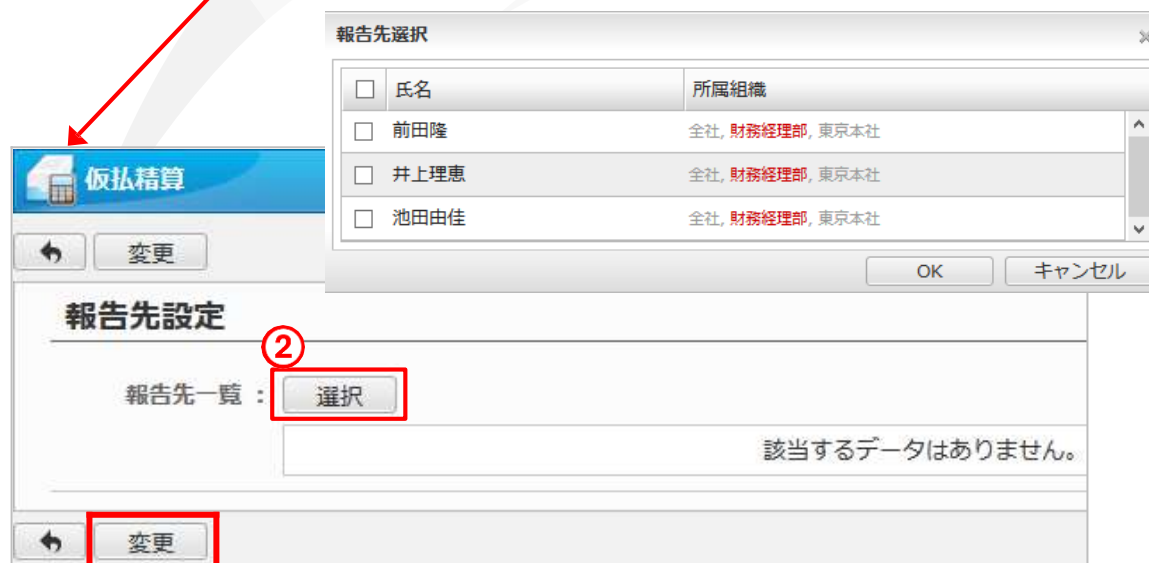 報告先選択
氏名 所属組織
前田隆 全社, 財務経理部, 東京本社
井上理恵 全社, 財務経理部, 東京本社
池田由佳 全社, 財務経理部, 東京本社
OK キャンセル
仮払精算
変更
報告先設定
②
報告先一覧 : 選択
該当するデータはありません。
変更